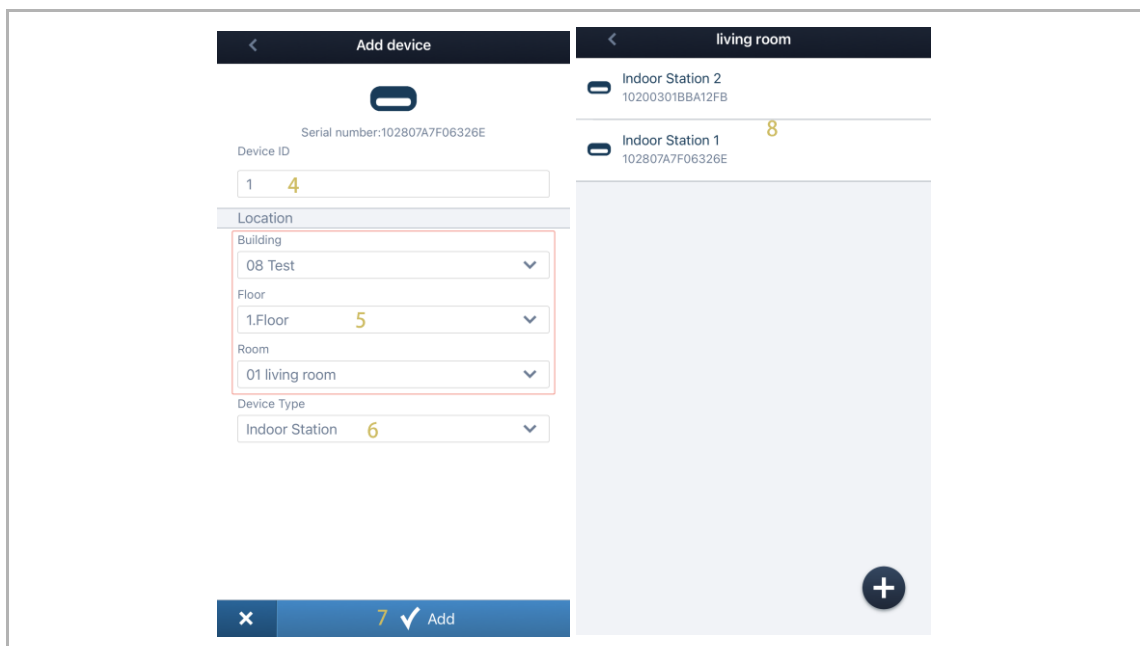 Add device
Serial number:102807A7F06326E
Device ID
1 4
Location
Building
08 Test
Floor
1.Floor 5
Room
01 living room
Device Type
Indoor Station 6
7 Add
living room
Indoor Station 2
10200301BBA12FB
8
Indoor Station 1
102807A7F06326E